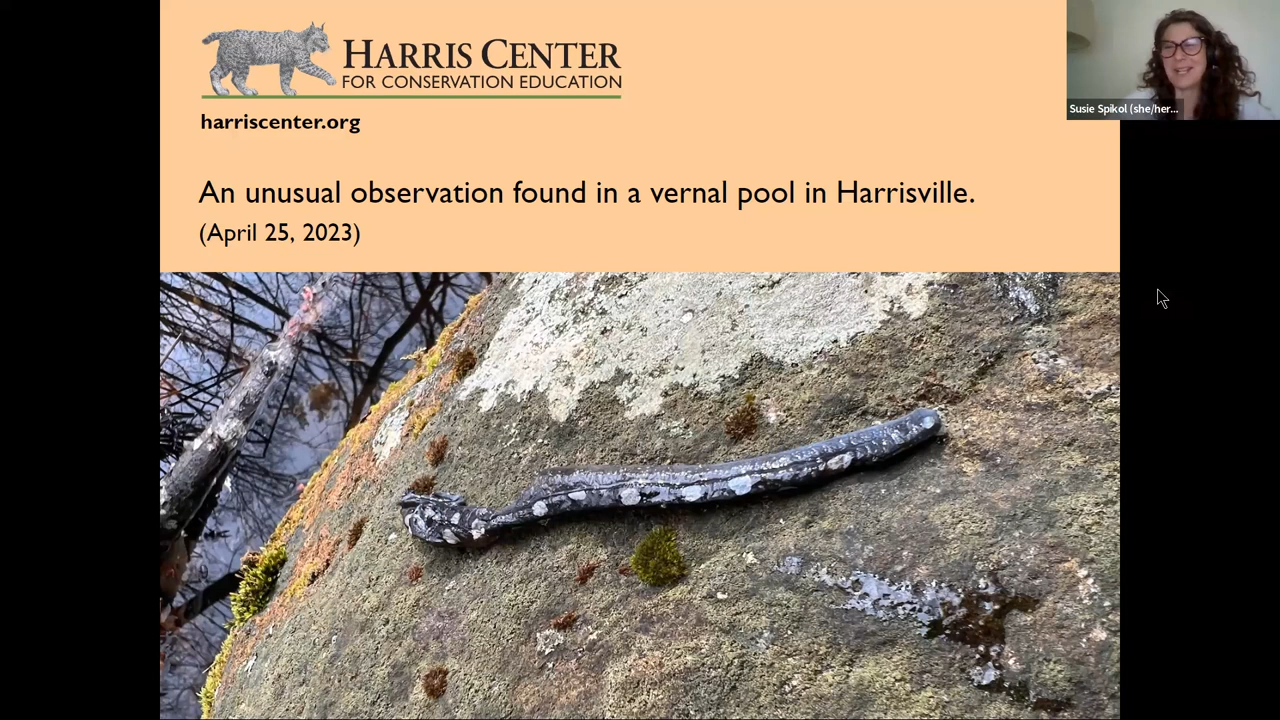 HARRIS CENTER
FOR CONSERVATION EDUCATION
harriscenter.org
An unusual observation found in a vernal pool in Harrisville.
(April 25, 2023)
Susie Spikol (she/her...